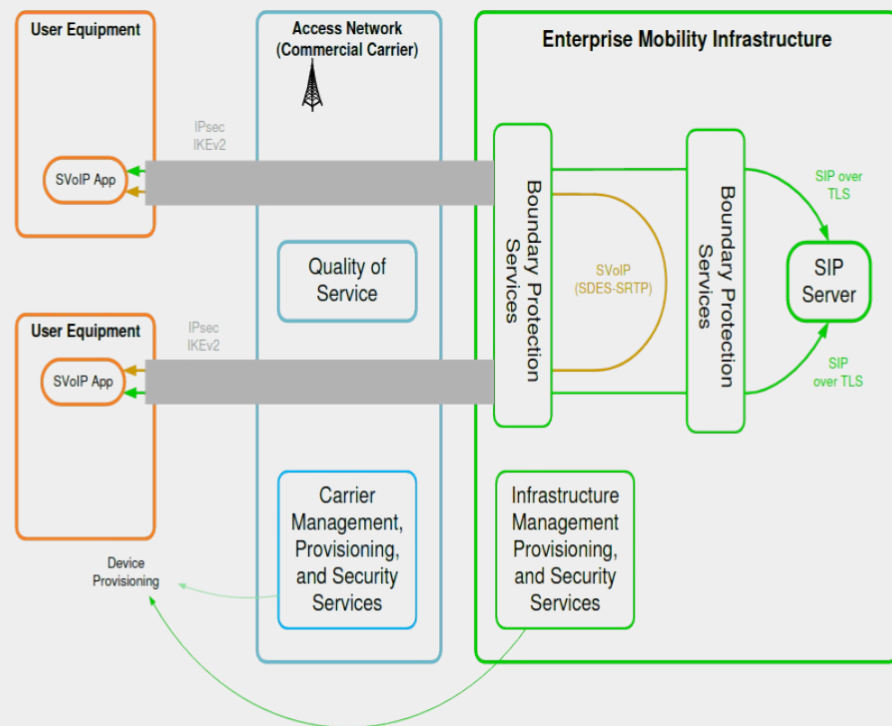 User Equipment
Access Network
(Commercial Carrier)
Enterprise Mobility Infrastructure
IPsec
IKEv2
SVoIP App
Boundary Protection
Services
Boundary Protection
Services
SIP over
TLS
Quality of
Service
SVoIP
(SDES-SRTP)
SIP
Server
User Equipment
IPsec
IKEv2
SVoIP App
SIP
over TLS
Carrier
Management,
Provisioning,
and Security
Services
Infrastructure
Management
Provisioning,
and Security
Services
Device
Provisioning